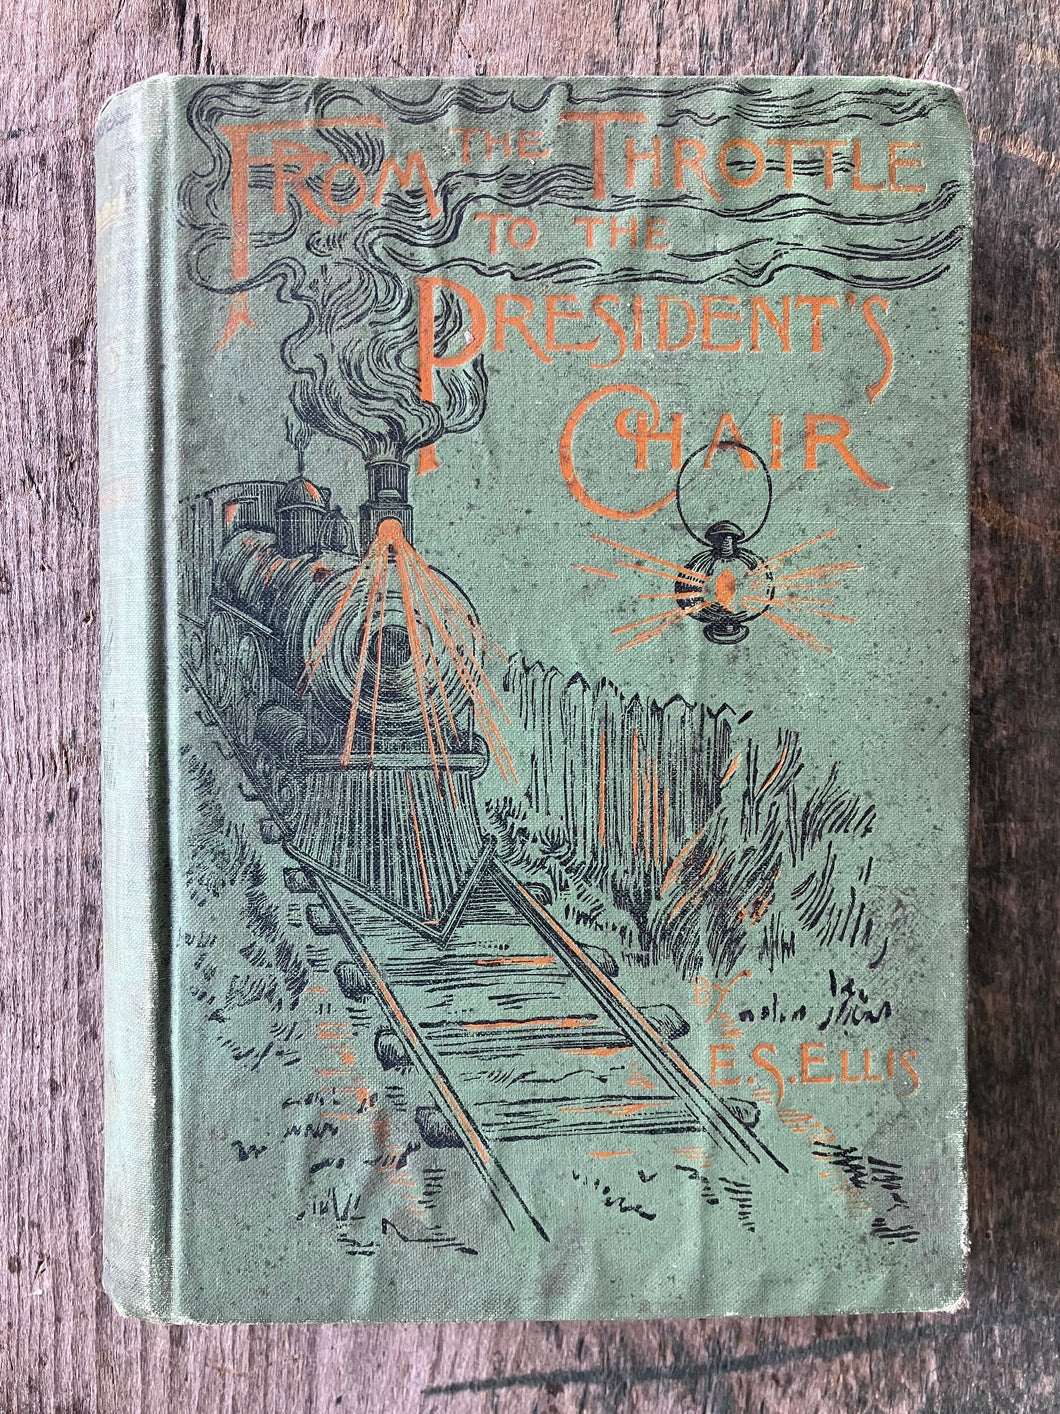 FROM THE THROTTLE
TO THE
PRESIDENT'S
CHAIR
BY
E.S. ELLIS